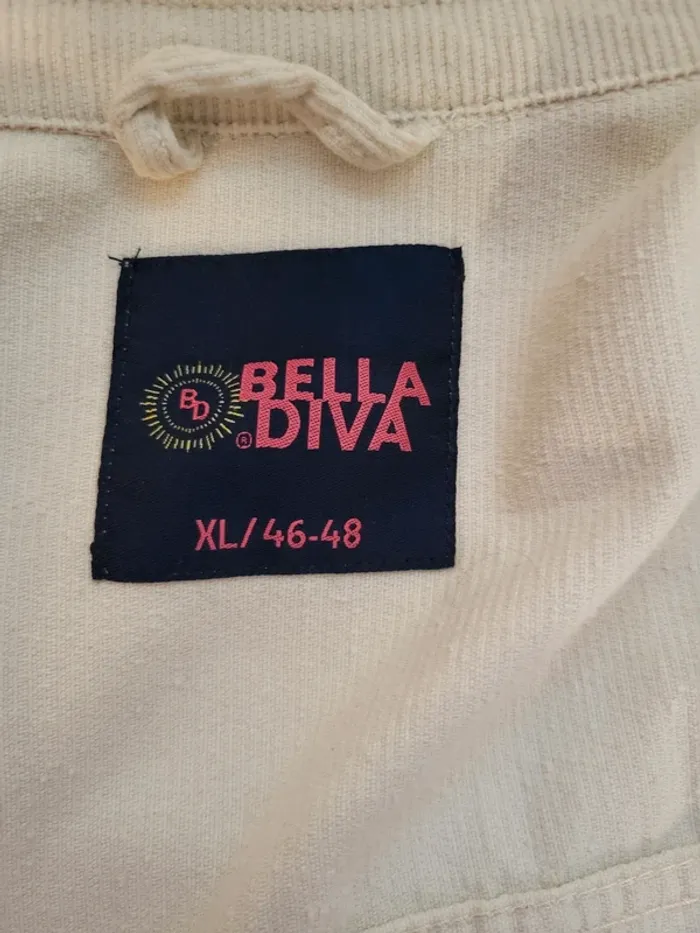 BD
BELLA
® DIVA
XL/46-48